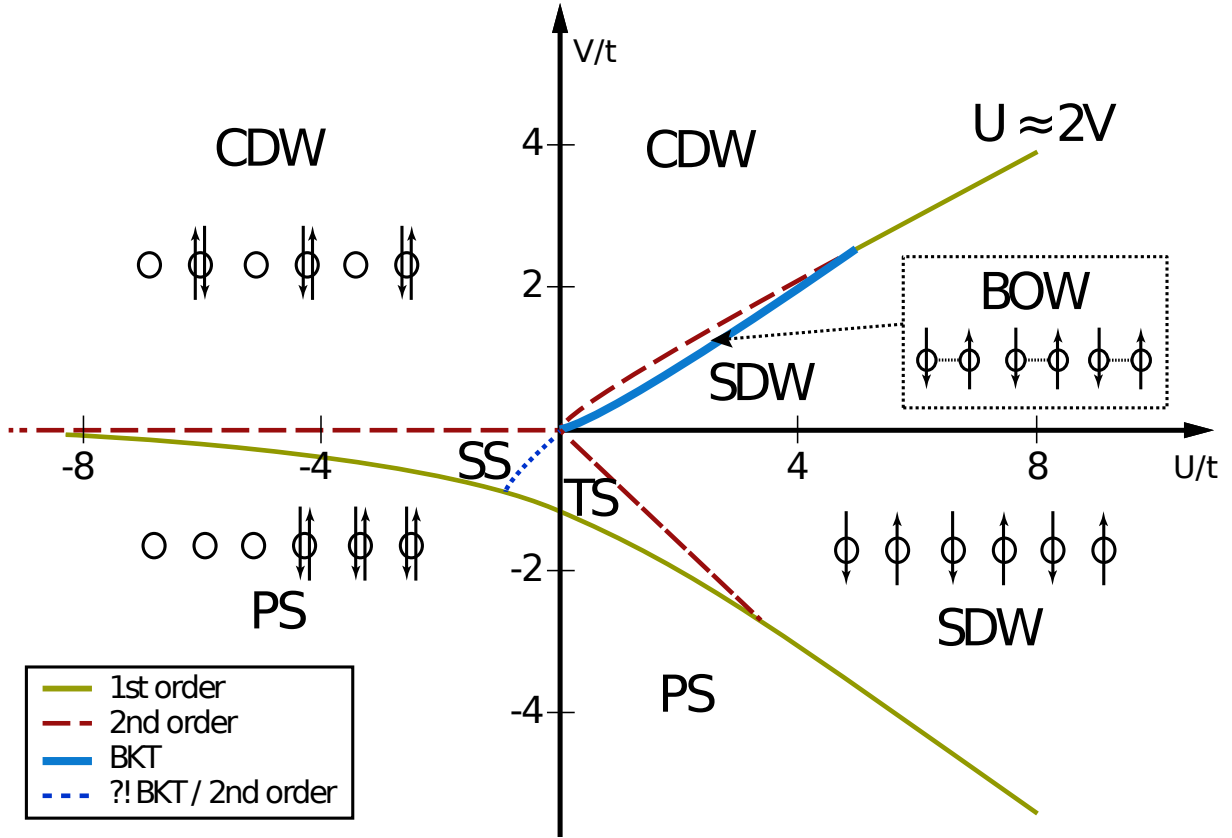 V/t
U ≈2V
4
CDW
CDW
2
BOW
SDW
-8
-4
SS
4
8
U/t
TS
-2
PS
SDW
PS
-4
1st order
2nd order
BKT
?! BKT / 2nd order